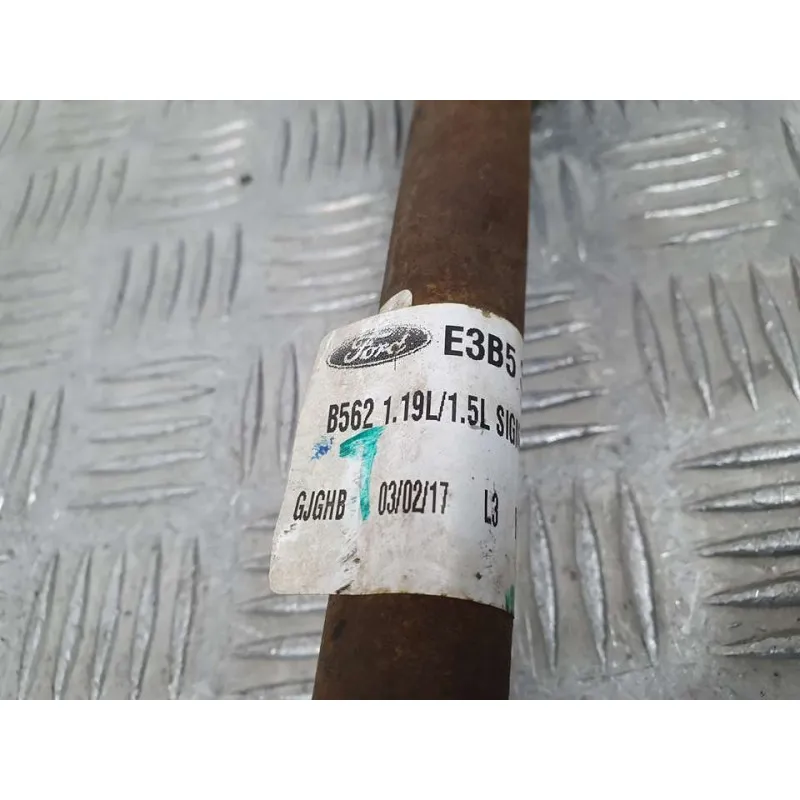 Ford E3B5
B562 1.19L/1.5L
GJGHB 03/02/17 L3